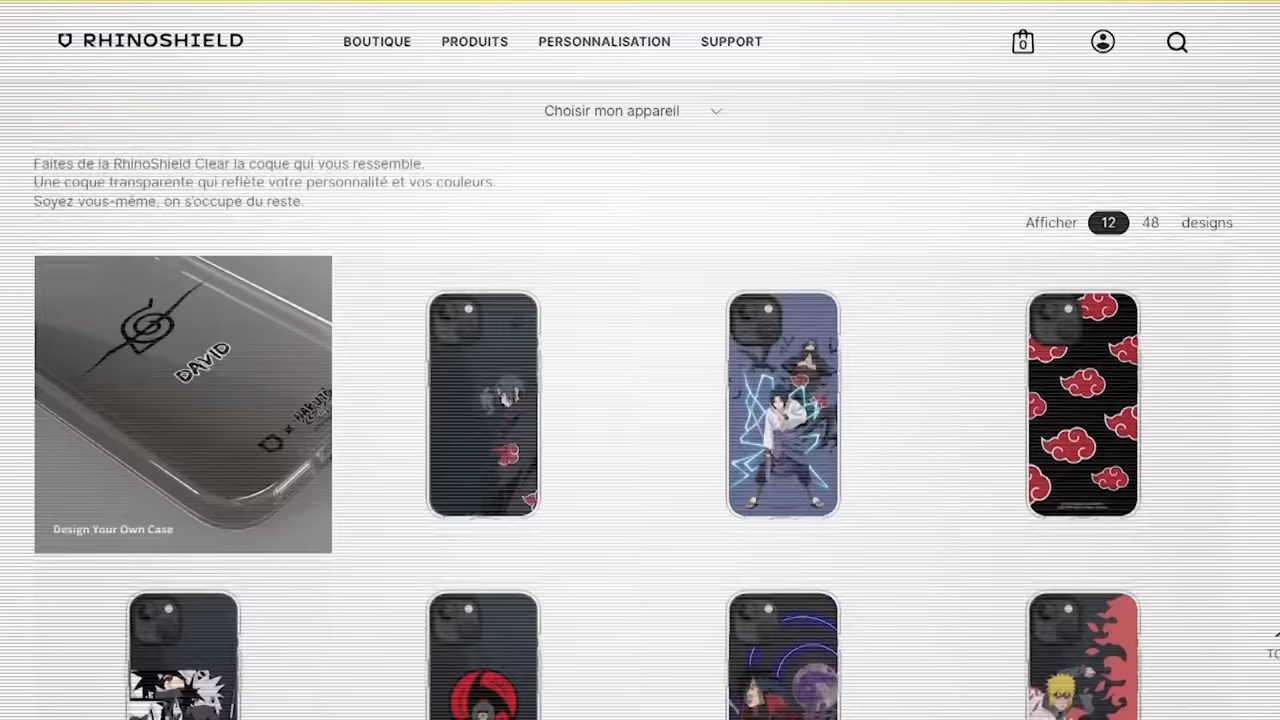 RHINOSHIELD
BOUTIQUE PRODUITS PERSONNALISATION SUPPORT
0
Choisir mon appareil
Faites de la RhinoShield Clear la coque qui vous ressemble.
Une coque transparente qui reflète votre personnalité et vos couleurs.
Soyez vous-même, on s'occupe du reste.
Afficher 12 48 designs
DAVID
Design Your Own Case